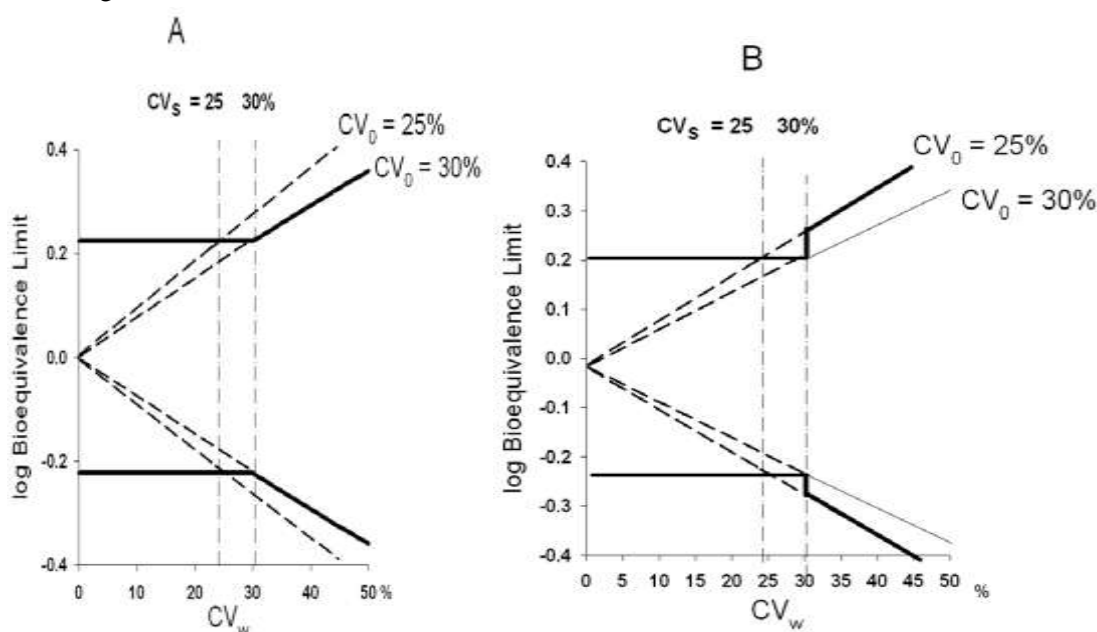 A
CVS = 25 30%
CV0 = 25%
CV0 = 30%
0.4
0.2
0.0
-0.2
-0.4
log Bioequivalence Limit
0 10 20 30 40 50 %
CVw
B
CVS = 25 30%
CV0 = 25%
CV0 = 30%
0.4
0.3
0.2
0.1
0.0
-0.1
-0.2
-0.3
-0.4
log Bioequivalence Limit
0 5 10 15 20 25 30 35 40 45 50 %
CVw